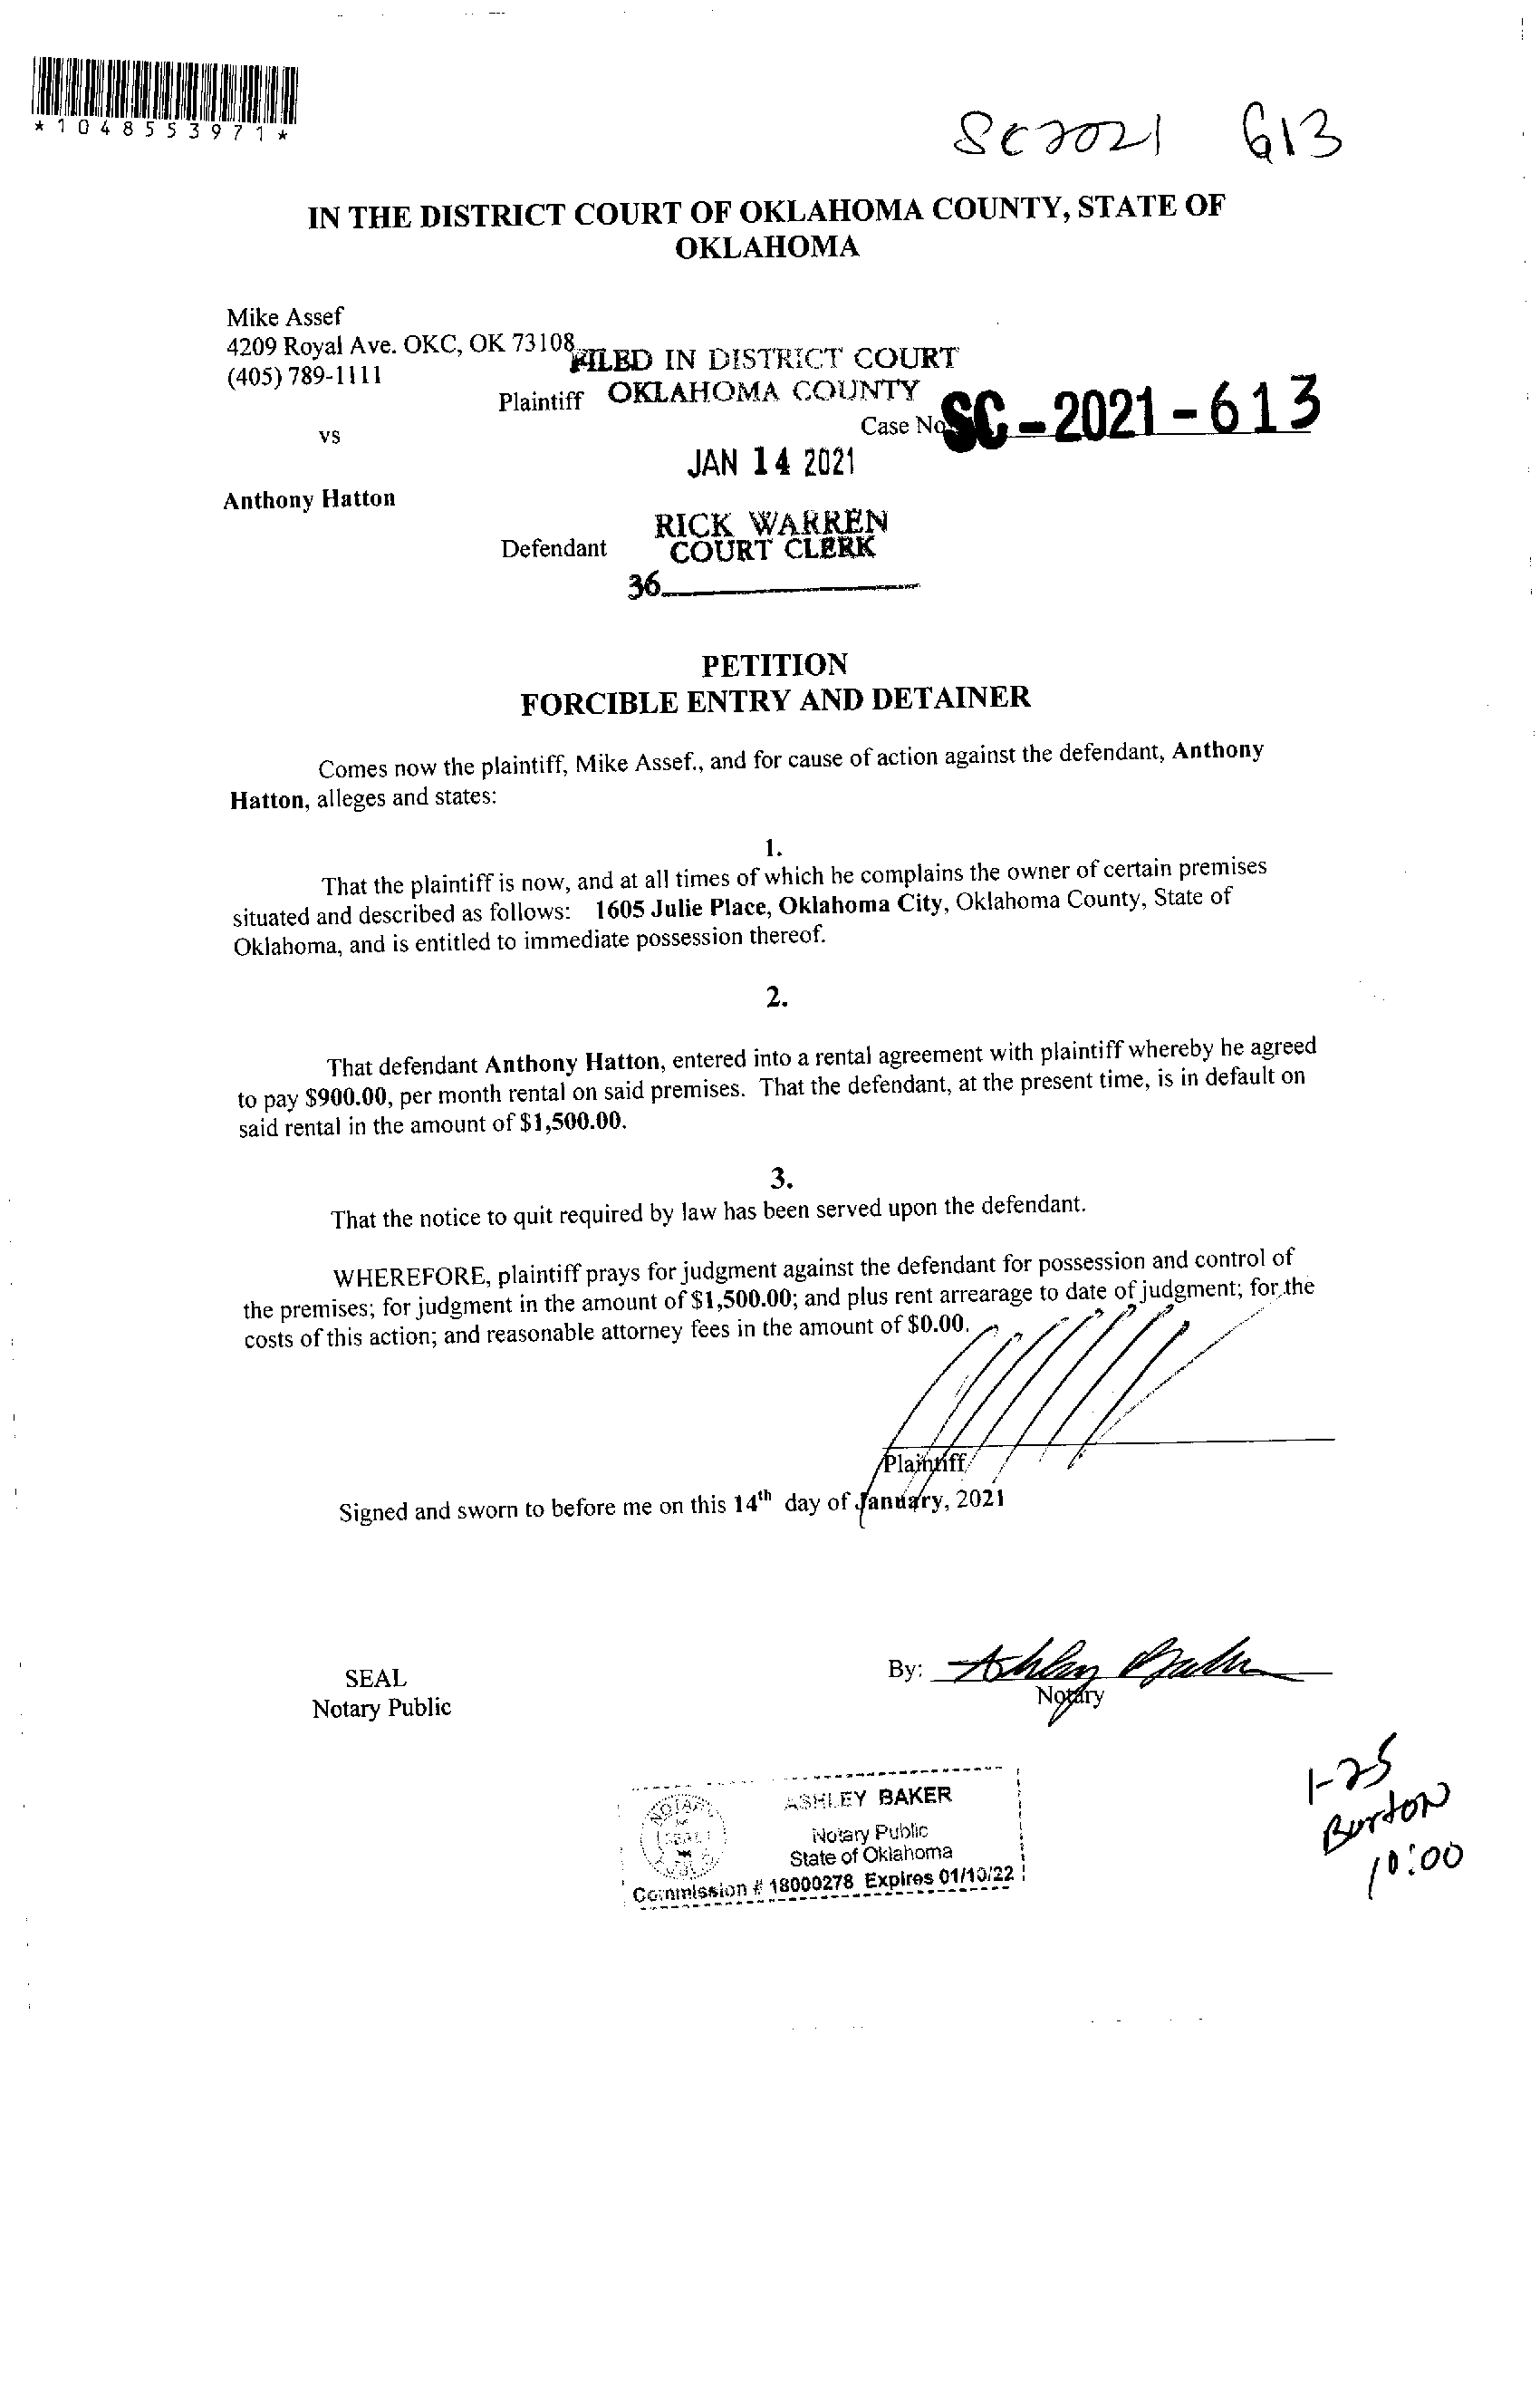 *1048553971*
SC2021 613
IN THE DISTRICT COURT OF OKLAHOMA COUNTY, STATE OF
OKLAHOMA
Mike Assef
4209 Royal Ave. OKC, OK 73108
(405) 789-1111
FILED IN DISTRICT COURT
OKLAHOMA COUNTY
Plaintiff
Case No. SC-2021-613
vs
JAN 14 2021
Anthony Hatton
RICK WARREN
COURT CLERK
Defendant
36
PETITION
FORCIBLE ENTRY AND DETAINER
Comes now the plaintiff, Mike Assef., and for cause of action against the defendant, Anthony
Hatton, alleges and states:
1.
That the plaintiff is now, and at all times of which he complains the owner of certain premises
situated and described as follows: 1605 Julie Place, Oklahoma City, Oklahoma County, State of
Oklahoma, and is entitled to immediate possession thereof.
2.
That defendant Anthony Hatton, entered into a rental agreement with plaintiff whereby he agreed
to pay $900.00, per month rental on said premises. That the defendant, at the present time, is in default on
said rental in the amount of $1,500.00.
3.
That the notice to quit required by law has been served upon the defendant.
WHEREFORE, plaintiff prays for judgment against the defendant for possession and control of
the premises; for judgment in the amount of $1,500.00; and plus rent arrearage to date of judgment; for the
costs of this action; and reasonable attorney fees in the amount of $0.00.
Plaintiff
Signed and sworn to before me on this 14th day of January, 2021
SEAL
Notary Public
By: Ashley Baker
Notary
ASHLEY BAKER
Notary Public
State of Oklahoma
Commission # 18000278 Expires 01/10/22
1-25
Burton
10:00